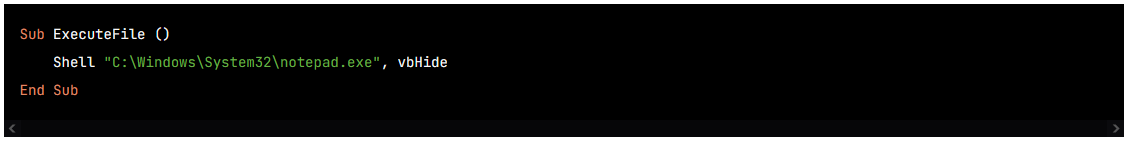 Sub ExecuteFile ()
    Shell "C:\Windows\System32\notepad.exe", vbHide
End Sub